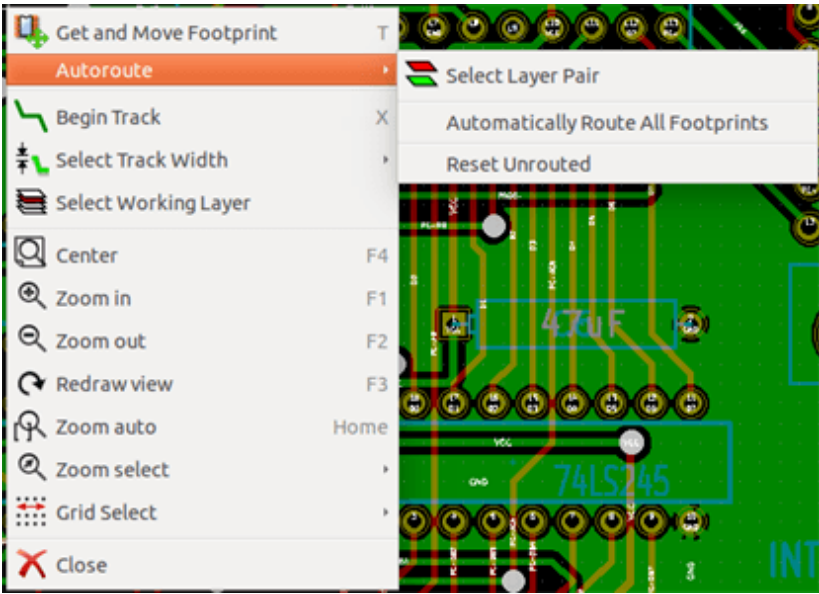 Get and Move Footprint T
Autoroute
Select Layer Pair
Begin Track X
Automatically Route All Footprints
Select Track Width
Reset Unrouted
Select Working Layer
Center F4
Zoom in F1
47uF
Zoom out F2
Redraw view F3
Zoom auto Home
VCC
VCC
Zoom select
GND
74LS245
Grid Select
INT
Close
GND